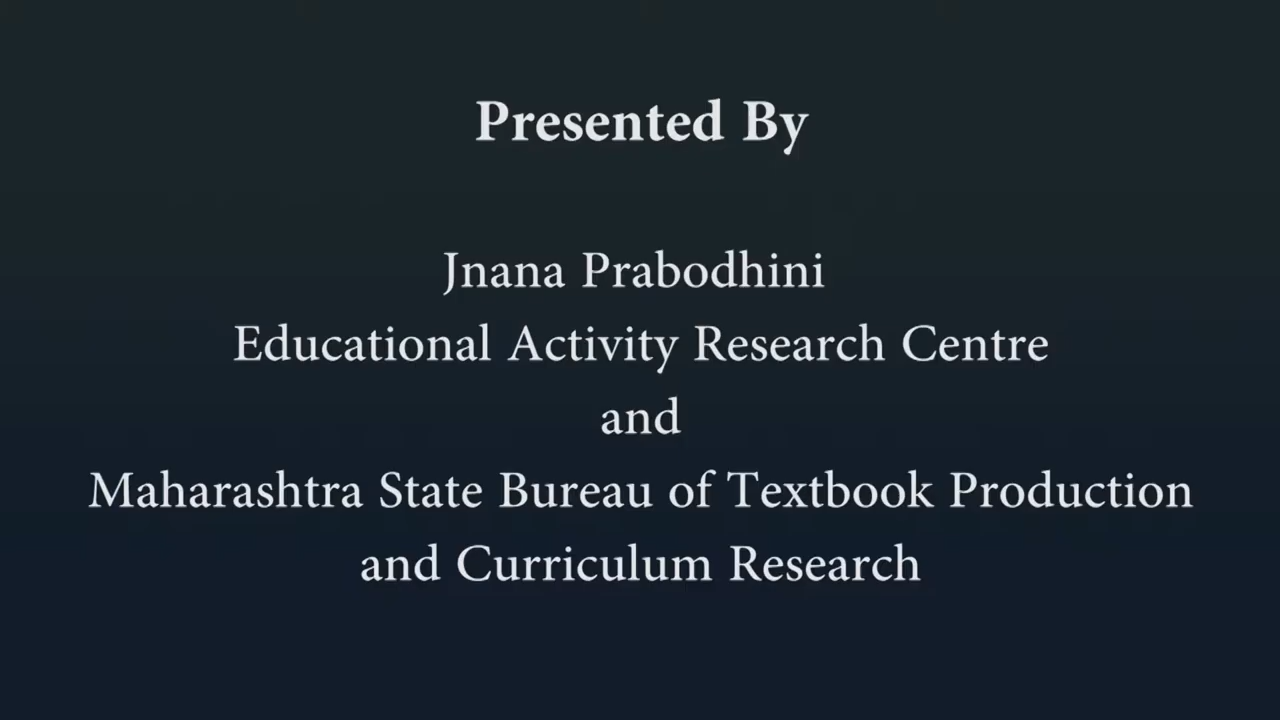 Presented By
Jnana Prabodhini
Educational Activity Research Centre
and
Maharashtra State Bureau of Textbook Production
and Curriculum Research